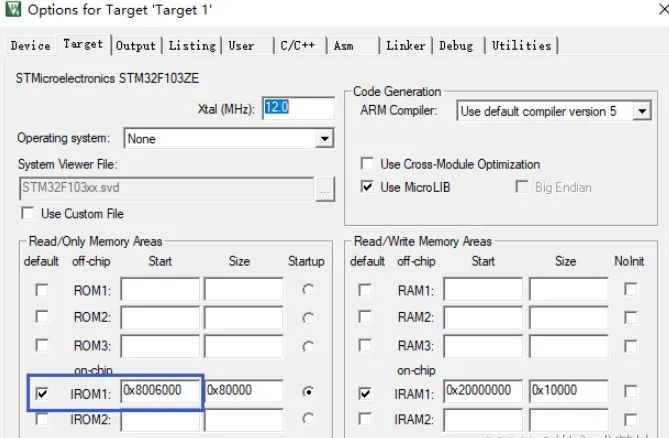 Options for Target 'Target 1'
Device Target Output Listing User C/C++ Asm Linker Debug Utilities
STMicroelectronics STM32F103ZE
Xtal (MHz): 12.0
Operating system: None
System Viewer File:
STM32F103xx.svd ...
Use Custom File
Code Generation
ARM Compiler: Use default compiler version 5
Use Cross-Module Optimization
Use MicroLIB Big Endian
Read/Only Memory Areas
default off-chip Start Size Startup
ROM1:
ROM2:
ROM3:
on-chip
IROM1: 0x8006000 0x80000
IROM2:
Read/Write Memory Areas
default off-chip Start Size NoInit
RAM1:
RAM2:
RAM3:
on-chip
IRAM1: 0x20000000 0x10000
IRAM2: